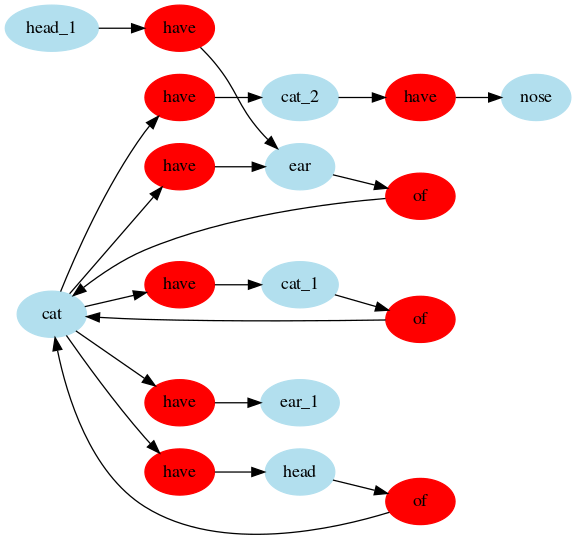 head_1 have
have cat_2 have nose
have ear
of
have cat_1
cat of
have ear_1
have head
of